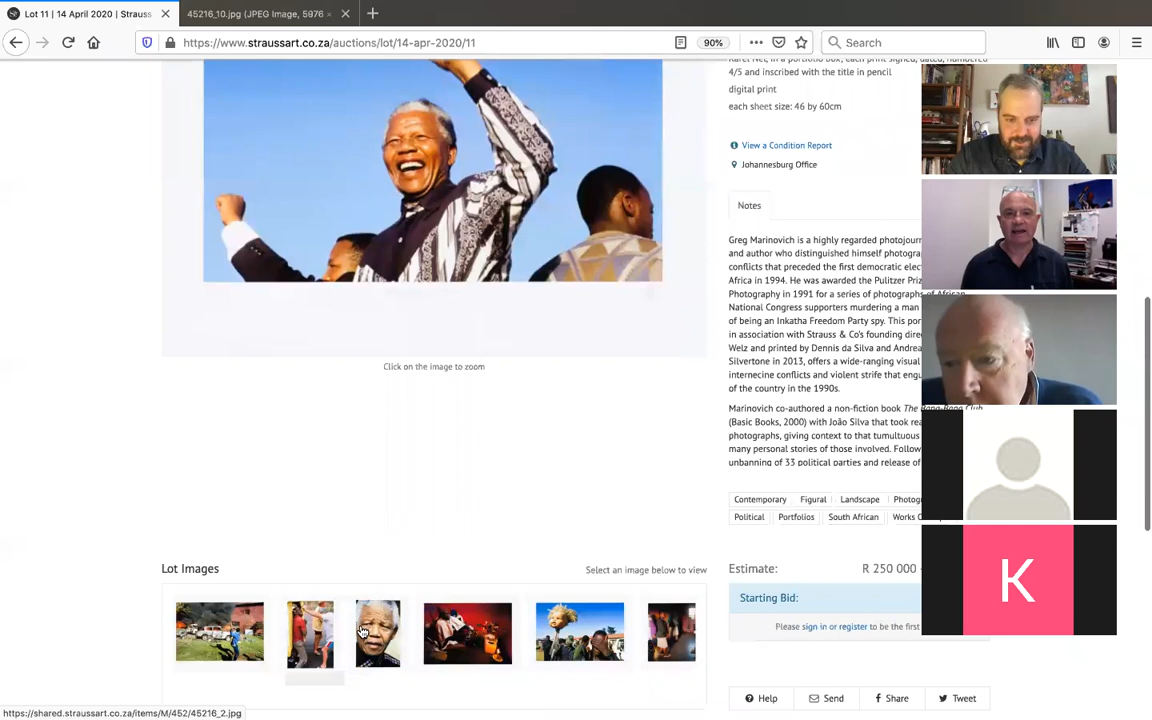 Lot 11 | 14 April 2020 | Strauss
45216_10.jpg (JPEG Image, 5976
https://www.straussart.co.za/auctions/lot/14-apr-2020/11
90%
Search
4/5 and inscribed with the title in pencil
digital print
each sheet size: 46 by 60cm
View a Condition Report
Johannesburg Office
Notes
Greg Marinovich is a highly regarded photojourn
and author who distinguished himself photogra
conflicts that preceded the first democratic elec
Africa in 1994. He was awarded the Pulitzer Priz
Photography in 1991 for a series of photographs of African
National Congress supporters murdering a man
of being an Inkatha Freedom Party spy. This por
in association with Strauss & Co's founding dire
Welz and printed by Dennis da Silva and Andrea
Silvertone in 2013, offers a wide-ranging visual
internecine conflicts and violent strife that engu
of the country in the 1990s.
Marinovich co-authored a non-fiction book The Bang-Bang Club
(Basic Books, 2000) with João Silva that took rea
photographs, giving context to that tumultuous
many personal stories of those involved. Follow
unbanning of 33 political parties and release of
Click on the image to zoom
Contemporary Figural Landscape Photog
Political Portfolios South African Works O
Lot Images
Select an image below to view
Estimate: R 250 000
Starting Bid:
Please sign in or register to be the first
Help Send Share Tweet
https://shared.straussart.co.za/items/M/452/45216_2.jpg
K